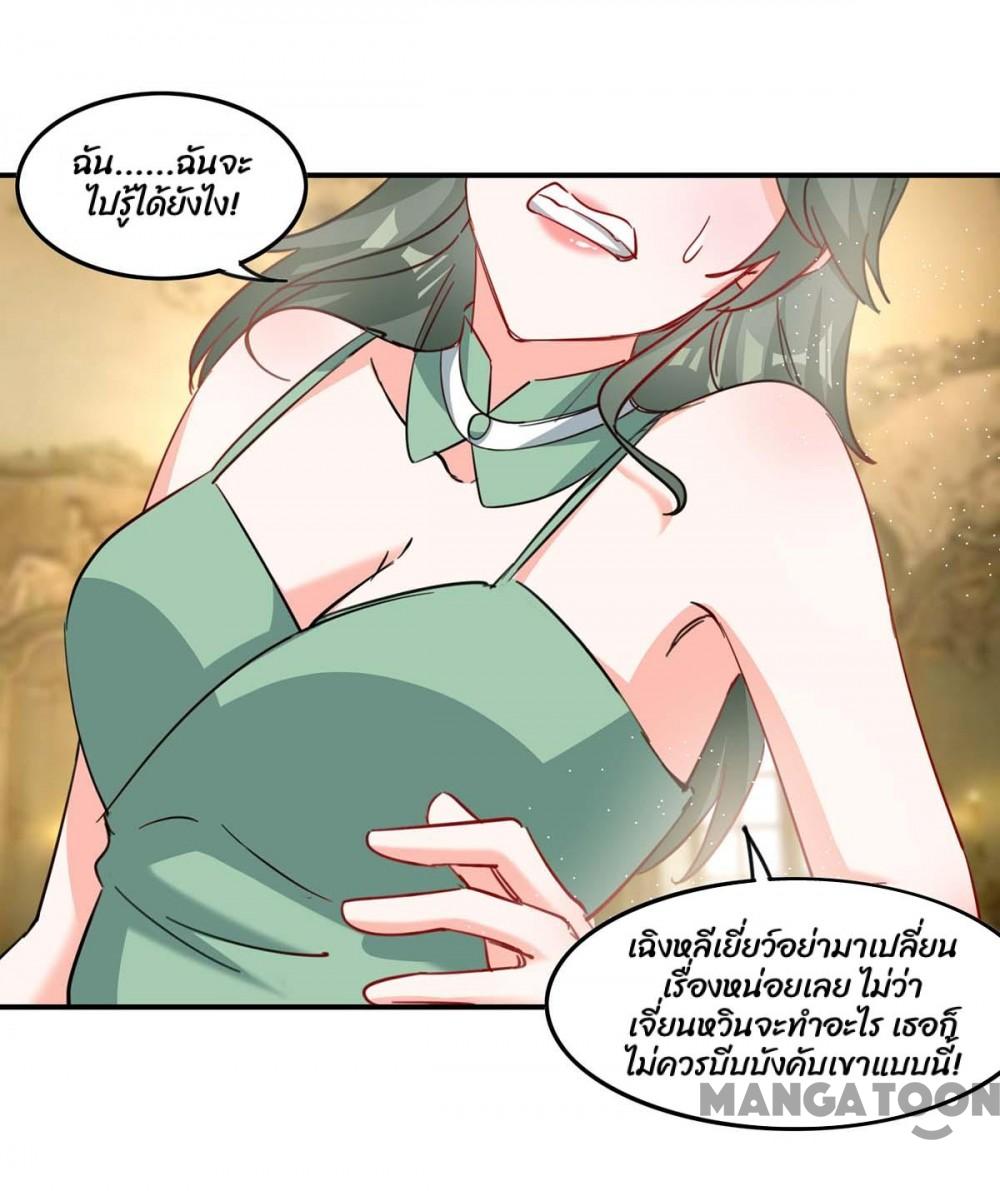 ฉัน......ฉันจะ
ไปรู้ได้ยังไง!
เฉิงหลีเยี่ยว์อย่ามาเปลี่ยน
เรื่องหน่อยเลย ไม่ว่า
เจี่ยนหวินจะทำอะไร เธอก็
ไม่ควรบีบบังคับเขาแบบนี้!
MANGATOON